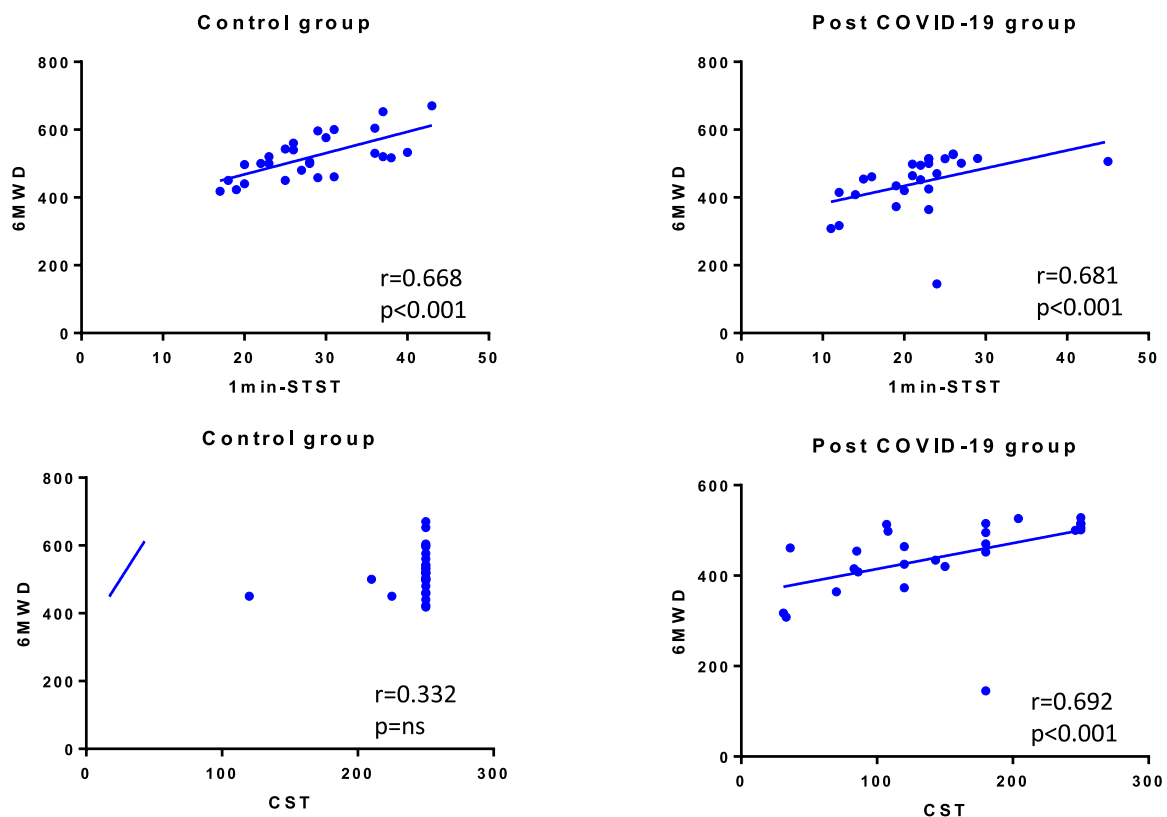 Control group
800
600
400
200
0
6MWD
0 10 20 30 40 50
1min-STST
r=0.668
p<0.001
Post COVID-19 group
800
600
400
200
0
6MWD
0 10 20 30 40 50
1min-STST
r=0.681
p<0.001
Control group
800
600
400
200
0
6MWD
0 100 200 300
CST
r=0.332
p=ns
Post COVID-19 group
600
400
200
0
6MWD
0 100 200 300
CST
r=0.692
p<0.001